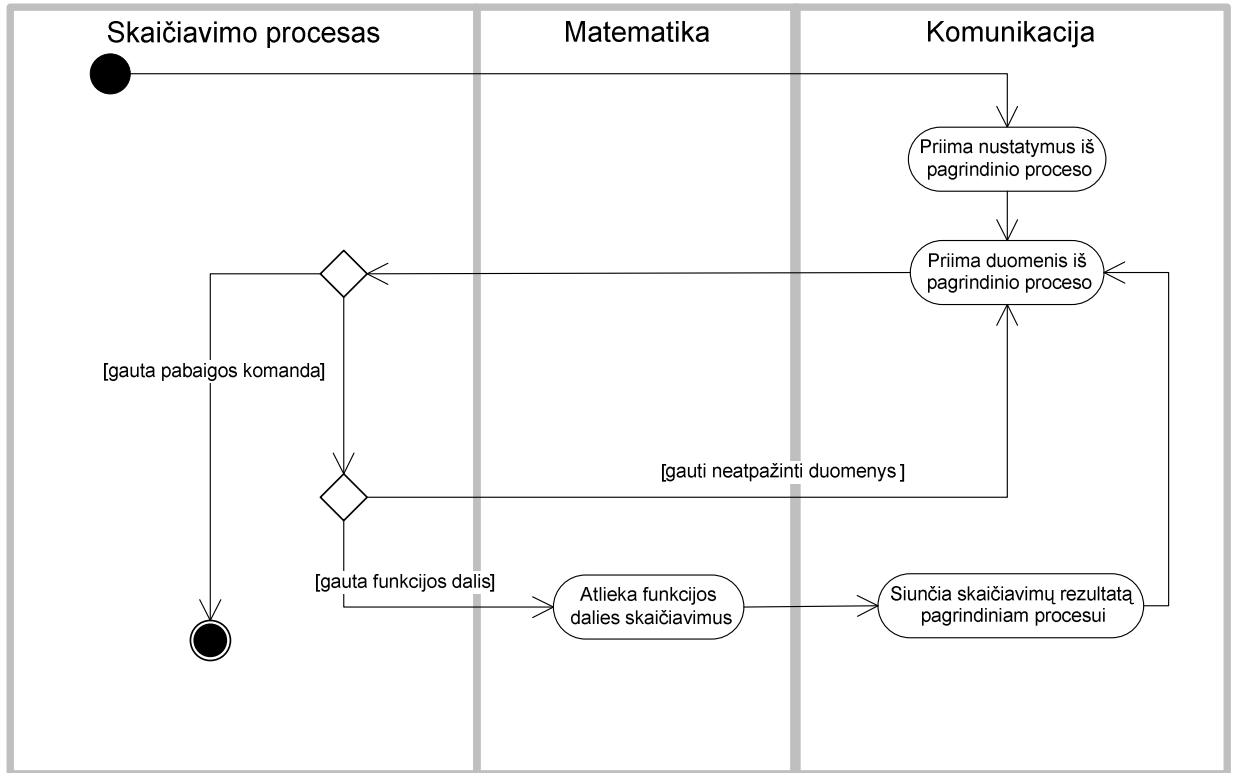 Skaičiavimo procesas
Matematika
Komunikacija
Priima nustatymus iš
pagrindinio proceso
Priima duomenis iš
pagrindinio proceso
[gauta pabaigos komanda]
[gauti neatpažinti duomenys ]
[gauta funkcijos dalis]
Atlieka funkcijos
dalies skaičiavimus
Siunčia skaičiavimų rezultatą
pagrindiniam procesui